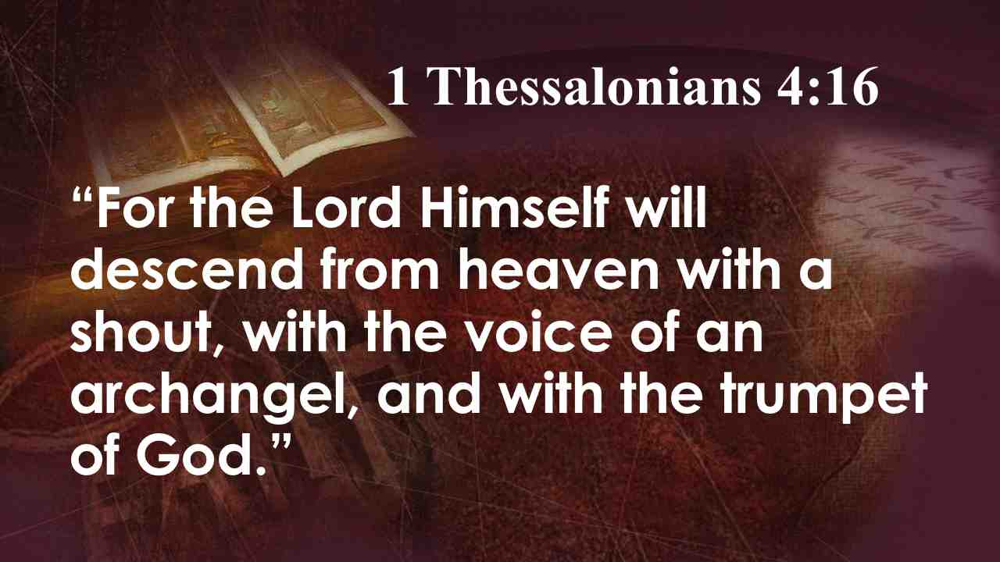 1 Thessalonians 4:16
“For the Lord Himself will
descend from heaven with a
shout, with the voice of an
archangel, and with the trumpet
of God.”